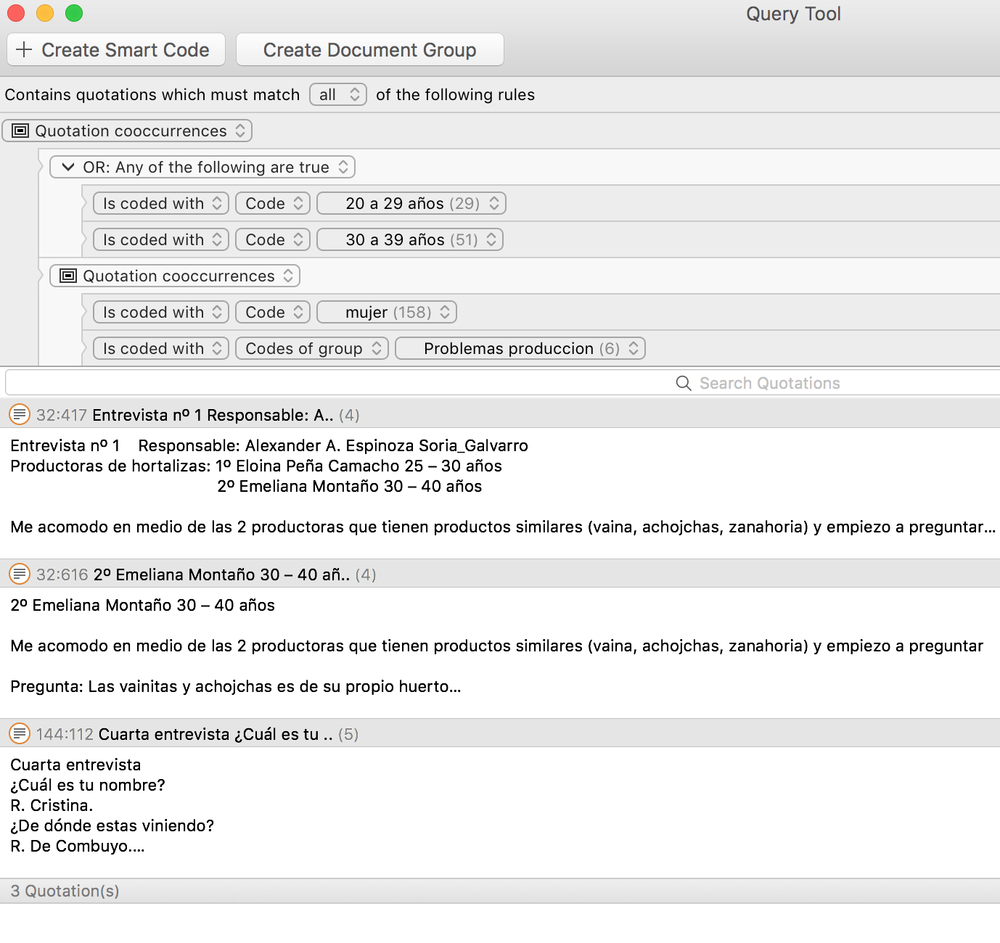 Query Tool
Create Smart Code Create Document Group
Contains quotations which must match all of the following rules
Quotation cooccurrences
OR: Any of the following are true
Is coded with Code 20 a 29 años (29)
Is coded with Code 30 a 39 años (51)
Quotation cooccurrences
Is coded with Code mujer (158)
Is coded with Codes of group Problemas produccion (6)
Search Quotations
32:417 Entrevista nº 1 Responsable: A.. (4)
Entrevista nº 1 Responsable: Alexander A. Espinoza Soria_Galvarro
Productoras de hortalizas: 1º Eloina Peña Camacho 25 – 30 años
2º Emeliana Montaño 30 – 40 años
Me acomodo en medio de las 2 productoras que tienen productos similares (vaina, achojchas, zanahoria) y empiezo a preguntar...
32:616 2º Emeliana Montaño 30 – 40 añ.. (4)
2º Emeliana Montaño 30 – 40 años
Me acomodo en medio de las 2 productoras que tienen productos similares (vaina, achojchas, zanahoria) y empiezo a preguntar
Pregunta: Las vainitas y achojchas es de su propio huerto...
144:112 Cuarta entrevista ¿Cuál es tu .. (5)
Cuarta entrevista
¿Cuál es tu nombre?
R. Cristina.
¿De dónde estas viniendo?
R. De Combuyo....
3 Quotation(s)